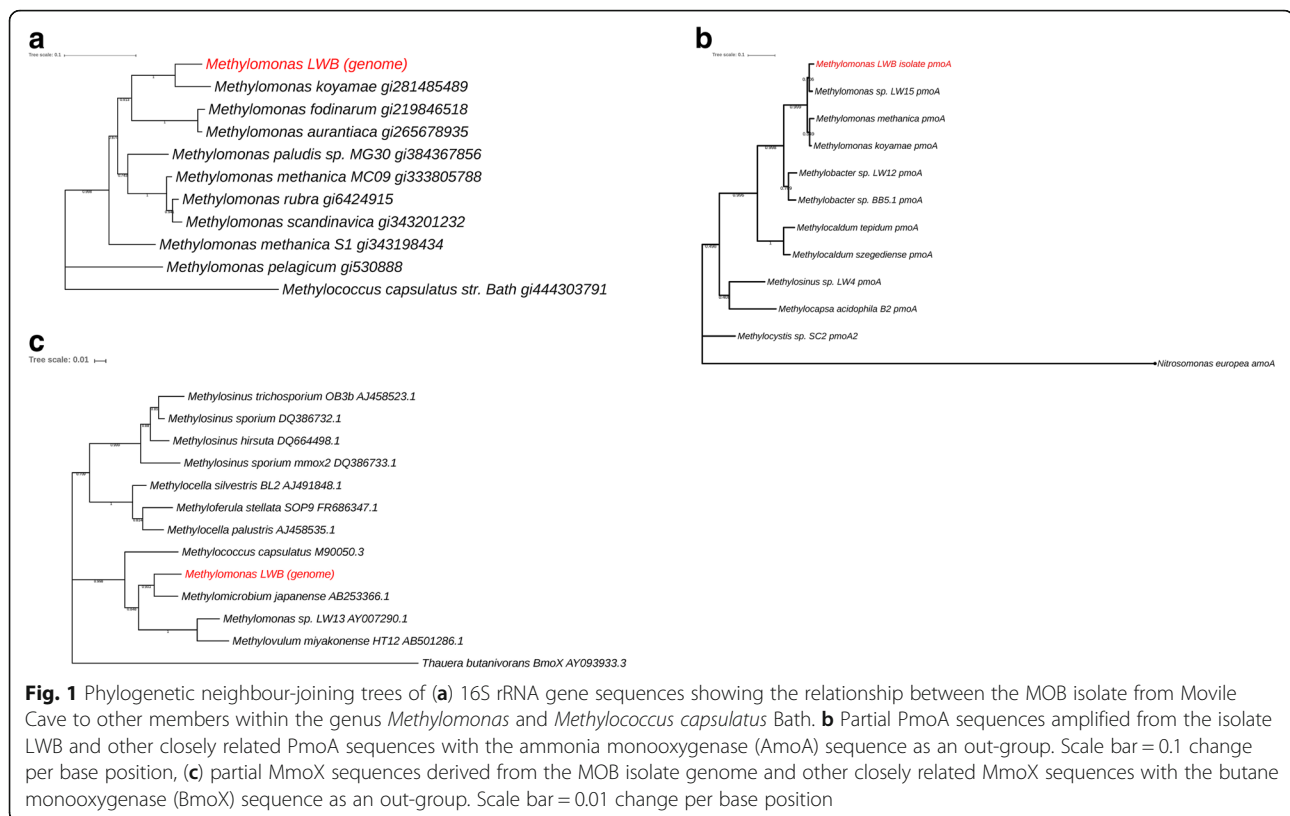 a
Tree scale: 0.1
Methylomonas LWB (genome)
1
Methylomonas koyamae gi281485489
Methylomonas fodinarum gi219846518
1
Methylomonas aurantiaca gi265678935
Methylomonas paludis sp. MG30 gi384367856
Methylomonas methanica MC09 gi333805788
1
Methylomonas rubra gi6424915
Methylomonas scandinavica gi343201232
Methylomonas methanica S1 gi343198434
Methylomonas pelagicum gi530888
Methylococcus capsulatus str. Bath gi444303791
b
Tree scale: 0.1
Methylomonas LWB isolate pmoA
Methylomonas sp. LW15 pmoA
Methylomonas methanica pmoA
Methylomonas koyamae pmoA
Methylobacter sp. LW12 pmoA
Methylobacter sp. BB5.1 pmoA
Methylocaldum tepidum pmoA
1
Methylocaldum szegediense pmoA
Methylosinus sp. LW4 pmoA
Methylocapsa acidophila B2 pmoA
Methylocystis sp. SC2 pmoA2
Nitrosomonas europea amoA
c
Tree scale: 0.01
Methylosinus trichosporium OB3b AJ458523.1
Methylosinus sporium DQ386732.1
Methylosinus hirsuta DQ664498.1
Methylosinus sporium mmox2 DQ386733.1
Methylocella silvestris BL2 AJ491848.1
1
Methyloferula stellata SOP9 FR686347.1
Methylocella palustris AJ458535.1
Methylococcus capsulatus M90050.3
Methylomonas LWB (genome)
Methylomicrobium japanense AB253366.1
Methylomonas sp. LW13 AY007290.1
1
Methylovulum miyakonense HT12 AB501286.1
Thauera butanivorans BmoX AY093933.3
Fig. 1 Phylogenetic neighbour-joining trees of (a) 16S rRNA gene sequences showing the relationship between the MOB isolate from Movile
Cave to other members within the genus Methylomonas and Methylococcus capsulatus Bath. b Partial PmoA sequences amplified from the isolate
LWB and other closely related PmoA sequences with the ammonia monooxygenase (AmoA) sequence as an out-group. Scale bar = 0.1 change
per base position, (c) partial MmoX sequences derived from the MOB isolate genome and other closely related MmoX sequences with the butane
monooxygenase (BmoX) sequence as an out-group. Scale bar = 0.01 change per base position